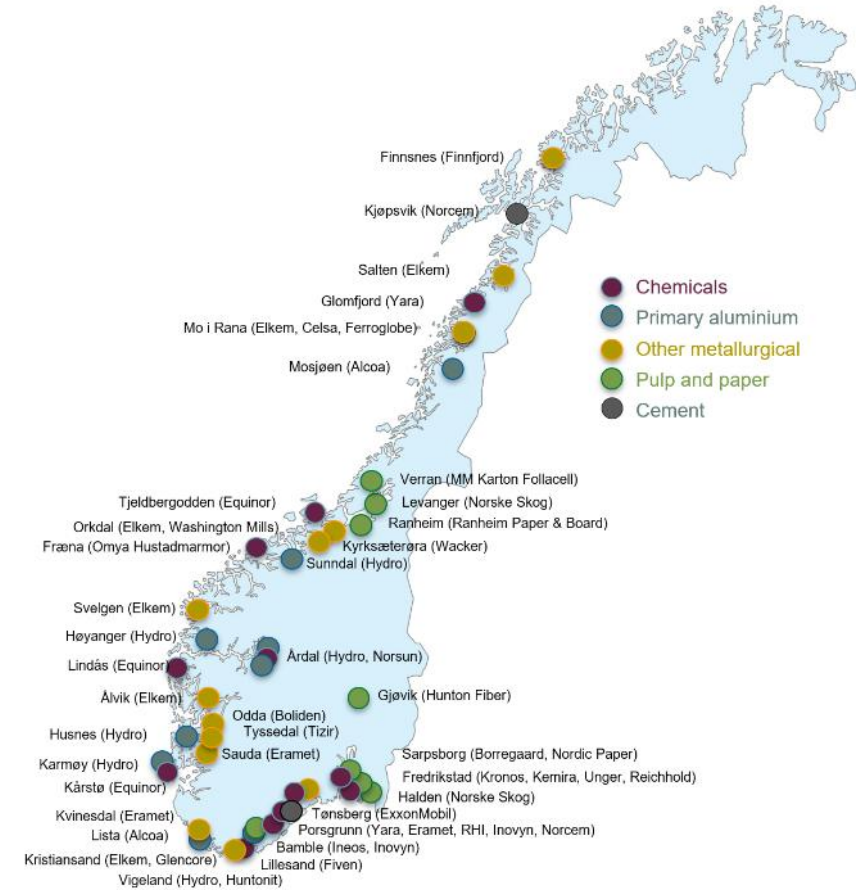 Finnsnes (Finnfjord)
Kjøpsvik (Norcem)
Salten (Elkem)
Glomfjord (Yara)
Mo i Rana (Elkem, Celsa, Ferroglobe)
Mosjøen (Alcoa)
Chemicals
Primary aluminium
Other metallurgical
Pulp and paper
Cement
Verran (MM Karton Follacell)
Tjeldbergodden (Equinor)
Levanger (Norske Skog)
Orkdal (Elkem, Washington Mills)
Ranheim (Ranheim Paper & Board)
Fræna (Omya Hustadmarmor)
Kyrksæterøra (Wacker)
Sunndal (Hydro)
Svelgen (Elkem)
Høyanger (Hydro)
Årdal (Hydro, Norsun)
Lindås (Equinor)
Ålvik (Elkem)
Gjøvik (Hunton Fiber)
Odda (Boliden)
Tyssedal (Tizir)
Husnes (Hydro)
Sauda (Eramet)
Sarpsborg (Borregaard, Nordic Paper)
Karmøy (Hydro)
Fredrikstad (Kronos, Kemira, Unger, Reichhold)
Kårstø (Equinor)
Halden (Norske Skog)
Kvinesdal (Eramet)
Tønsberg (ExxonMobil)
Lista (Alcoa)
Porsgrunn (Yara, Eramet, RHI, Inovyn, Norcem)
Bamble (Ineos, Inovyn)
Kristiansand (Elkem, Glencore)
Lillesand (Fiven)
Vigeland (Hydro, Huntonit)